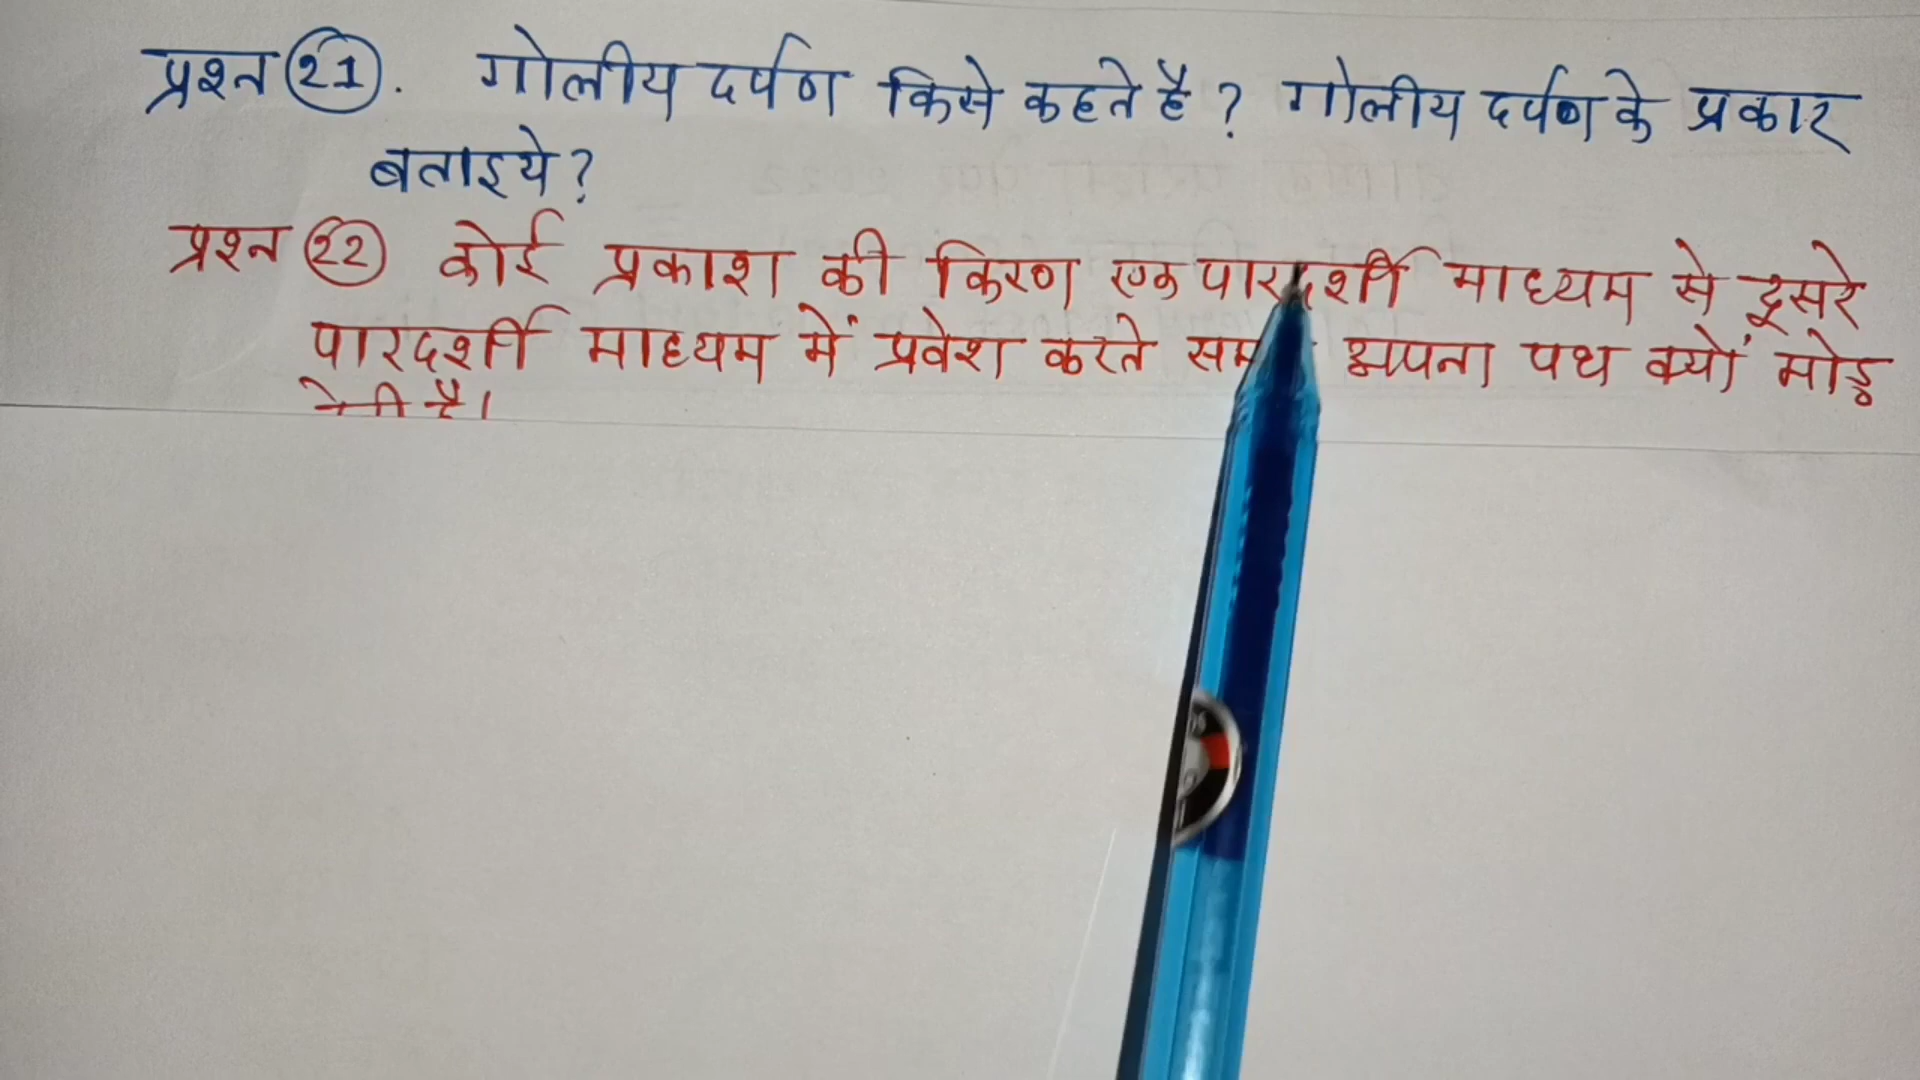 प्रश्न 21. गोलीय दर्पण किसे कहते है ? गोलीय दर्पण के प्रकार
बताइये ?
प्रश्न 22 कोई प्रकाश की किरण एक पारदर्शी माध्यम से दूसरे
पारदर्शी माध्यम में प्रवेश करते अपना पथ क्यों मोड़
है।